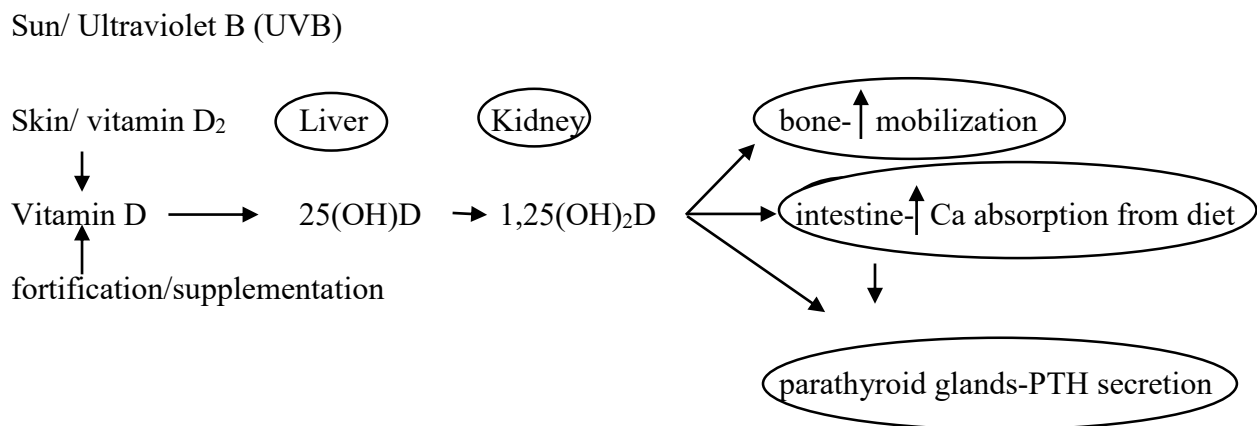 Sun/ Ultraviolet B (UVB)
Skin/ vitamin D₂ Liver Kidney bone- mobilization
Vitamin D 25(OH)D 1,25(OH)₂D intestine- Ca absorption from diet
fortification/supplementation
parathyroid glands-PTH secretion